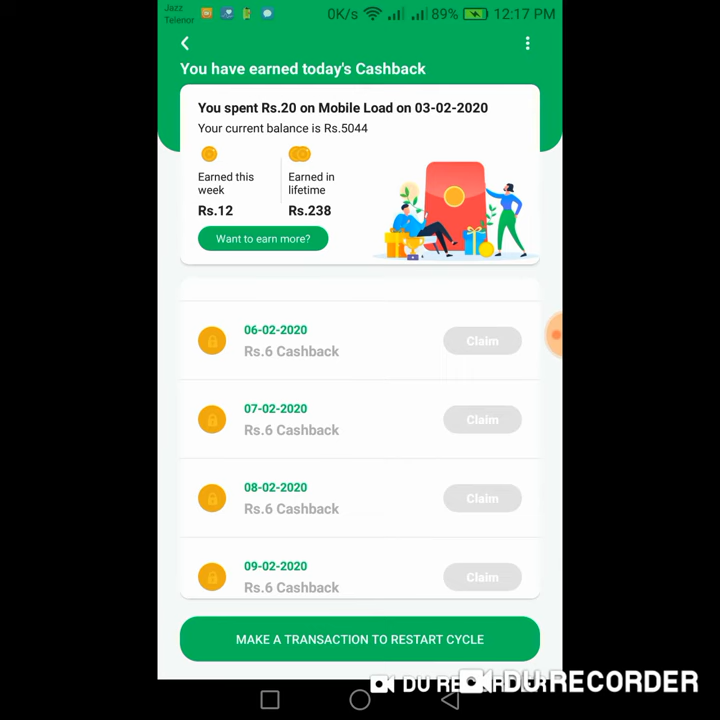 Jazz
Telenor
0K/s
89%
12:17 PM
You have earned today's Cashback
You spent Rs.20 on Mobile Load on 03-02-2020
Your current balance is Rs.5044
Earned this
week
Rs.12
Earned in
lifetime
Rs.238
Want to earn more?
06-02-2020
Rs.6 Cashback
Claim
07-02-2020
Rs.6 Cashback
Claim
08-02-2020
Rs.6 Cashback
Claim
09-02-2020
Rs.6 Cashback
Claim
MAKE A TRANSACTION TO RESTART CYCLE
DU RECORDER